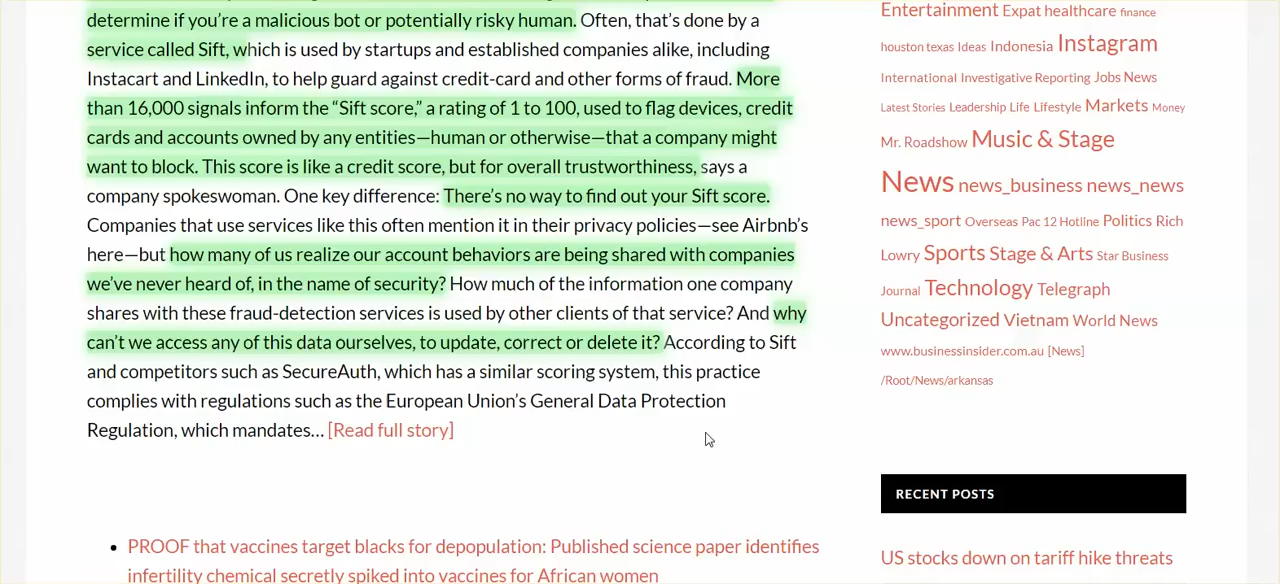 determine if you're a malicious bot or potentially risky human. Often, that's done by a
service called Sift, which is used by startups and established companies alike, including
Instacart and LinkedIn, to help guard against credit-card and other forms of fraud. More
than 16,000 signals inform the “Sift score,” a rating of 1 to 100, used to flag devices, credit
cards and accounts owned by any entities—human or otherwise—that a company might
want to block. This score is like a credit score, but for overall trustworthiness, says a
company spokeswoman. One key difference: There's no way to find out your Sift score.
Companies that use services like this often mention it in their privacy policies—see Airbnb's
here—but how many of us realize our account behaviors are being shared with companies
we've never heard of, in the name of security? How much of the information one company
shares with these fraud-detection services is used by other clients of that service? And why
can't we access any of this data ourselves, to update, correct or delete it? According to Sift
and competitors such as SecureAuth, which has a similar scoring system, this practice
complies with regulations such as the European Union's General Data Protection
Regulation, which mandates… [Read full story]
• PROOF that vaccines target blacks for depopulation: Published science paper identifies
infertility chemical secretly spiked into vaccines for African women
Entertainment Expat healthcare finance
houston texas Ideas Indonesia Instagram
International Investigative Reporting Jobs News
Latest Stories Leadership Life Lifestyle Markets Money
Mr. Roadshow Music & Stage
News news_business news_news
news_sport Overseas Pac 12 Hotline Politics Rich
Lowry Sports Stage & Arts Star Business
Journal Technology Telegraph
Uncategorized Vietnam World News
www.businessinsider.com.au [News]
/Root/News/arkansas
RECENT POSTS
US stocks down on tariff hike threats